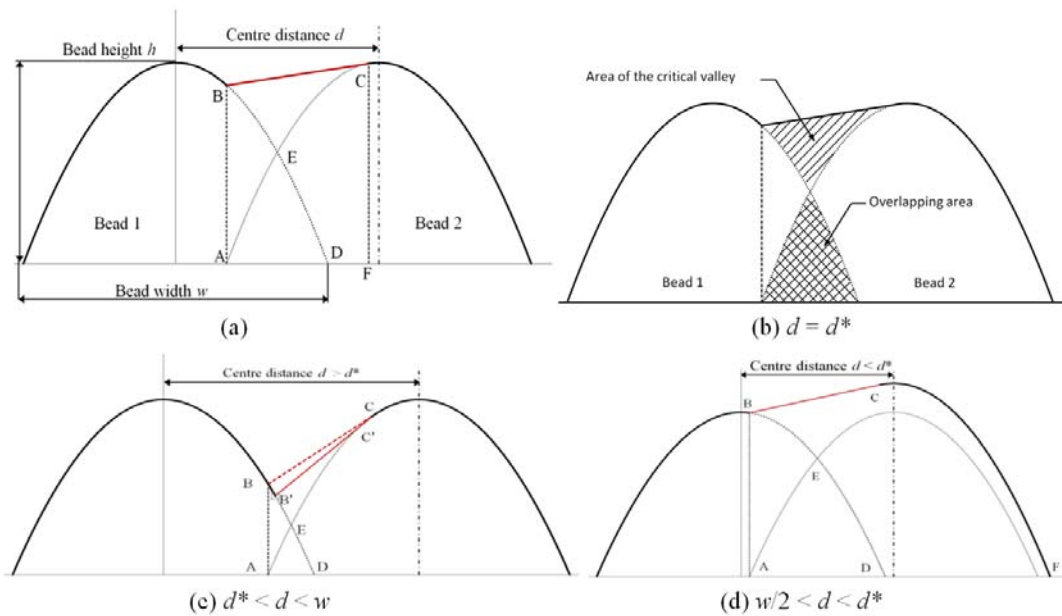 Bead height h
Centre distance d
B
C
E
Bead 1
Bead 2
A
D
F
Bead width w
(a)
Area of the critical valley
Overlapping area
Bead 1
Bead 2
(b) d = d*
Centre distance d > d*
C
C'
B
B'
E
A
D
(c) d* < d < w
Centre distance d < d*
B
C
E
A
D
F
(d) w/2 < d < d*